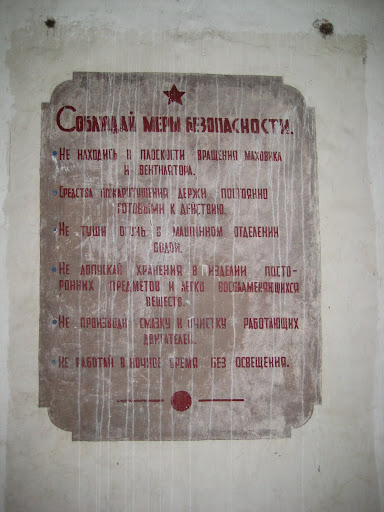 Соблюдай меры безопасности.
Не находись в плоскости вращения маховика
и вентилятора.
Средства пожаротушения держи постоянно
готовыми к действию.
Не туши огонь в машинном отделении
водой.
Не допускай хранения в изделии посто-
ронних предметов и легко воспламеняющихся
веществ.
Не производи смазку и очистку работающих
двигателей.
Не работай в ночное время без освещения.